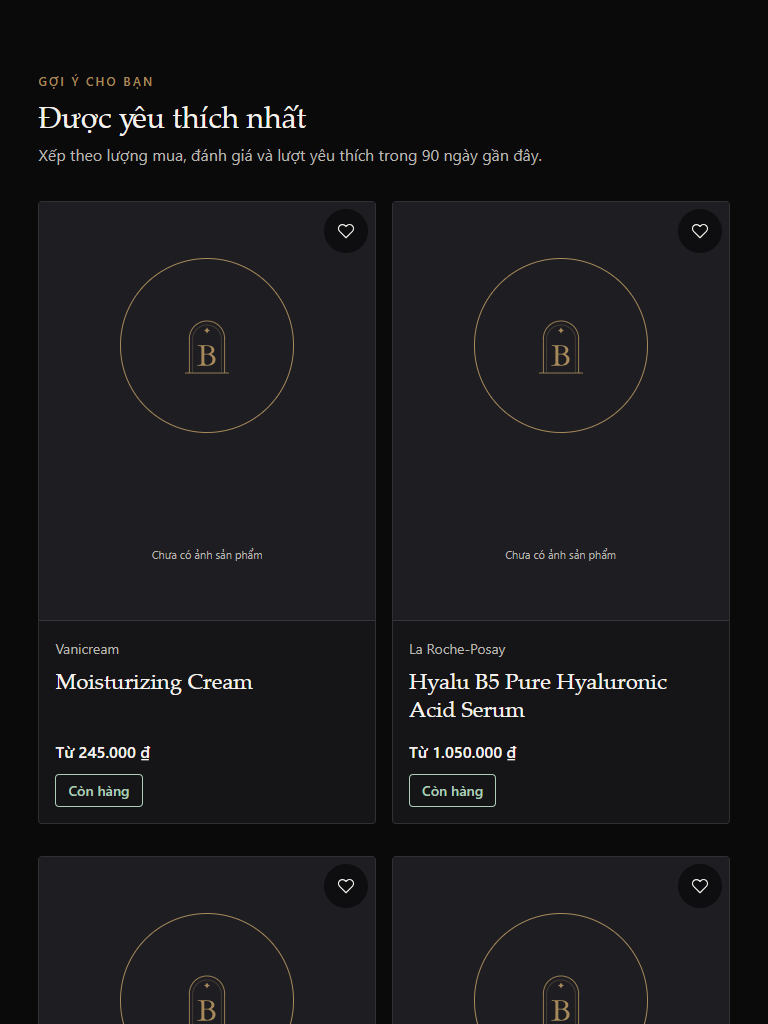 GỢI Ý CHO BẠN
Được yêu thích nhất
Xếp theo lượng mua, đánh giá và lượt yêu thích trong 90 ngày gần đây.
B
Chưa có ảnh sản phẩm
Vanicream
Moisturizing Cream
Từ 245.000 ₫
Còn hàng
B
Chưa có ảnh sản phẩm
La Roche-Posay
Hyalu B5 Pure Hyaluronic
Acid Serum
Từ 1.050.000 ₫
Còn hàng
B
B